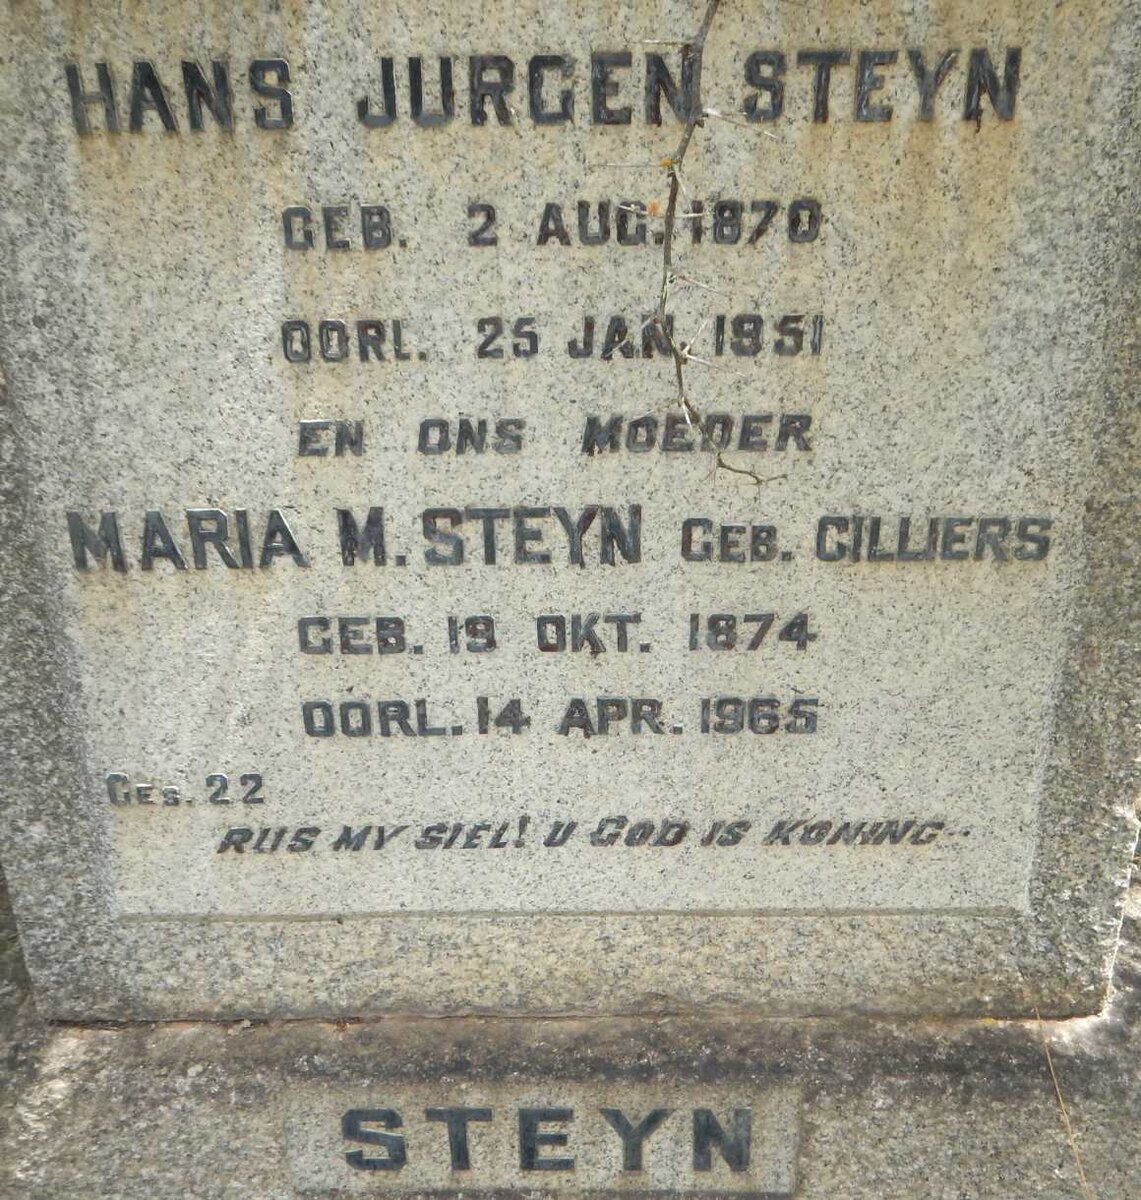 HANS JURGEN STEYN
GEB. 2 AUG. 1870
OORL. 25 JAN. 1951
EN ONS MOEDER
MARIA M. STEYN GEB. CILLIERS
GEB. 19 OKT. 1874
OORL. 14 APR. 1965
GES. 22
RUS MY SIEL! U GOD IS KONING..
STEYN